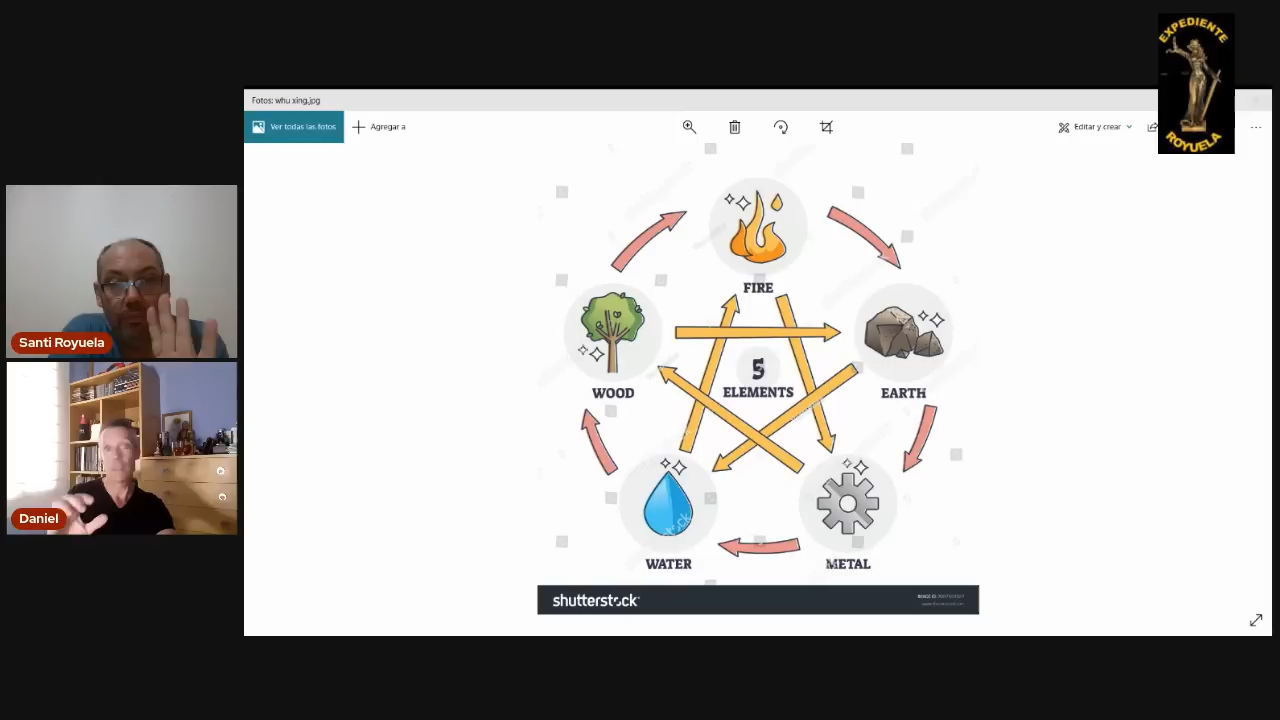 EXPEDIENTE
ROYUELA
Fotos: whu xing.jpg
Ver todas las fotos
Agregar a
Editar y crear
FIRE
WOOD
5
ELEMENTS
EARTH
WATER
METAL
shutterstock
Santi Royuela
Daniel